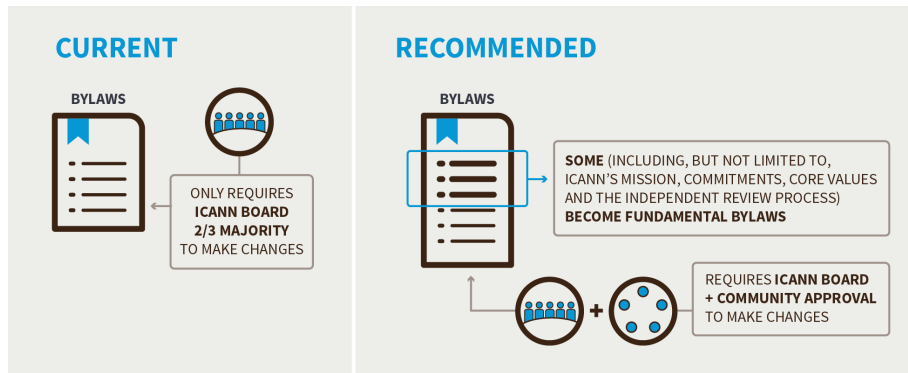 CURRENT
BYLAWS
ONLY REQUIRES
ICANN BOARD
2/3 MAJORITY
TO MAKE CHANGES
RECOMMENDED
BYLAWS
SOME (INCLUDING, BUT NOT LIMITED TO,
ICANN'S MISSION, COMMITMENTS, CORE VALUES
AND THE INDEPENDENT REVIEW PROCESS)
BECOME FUNDAMENTAL BYLAWS
+
REQUIRES ICANN BOARD
+ COMMUNITY APPROVAL
TO MAKE CHANGES